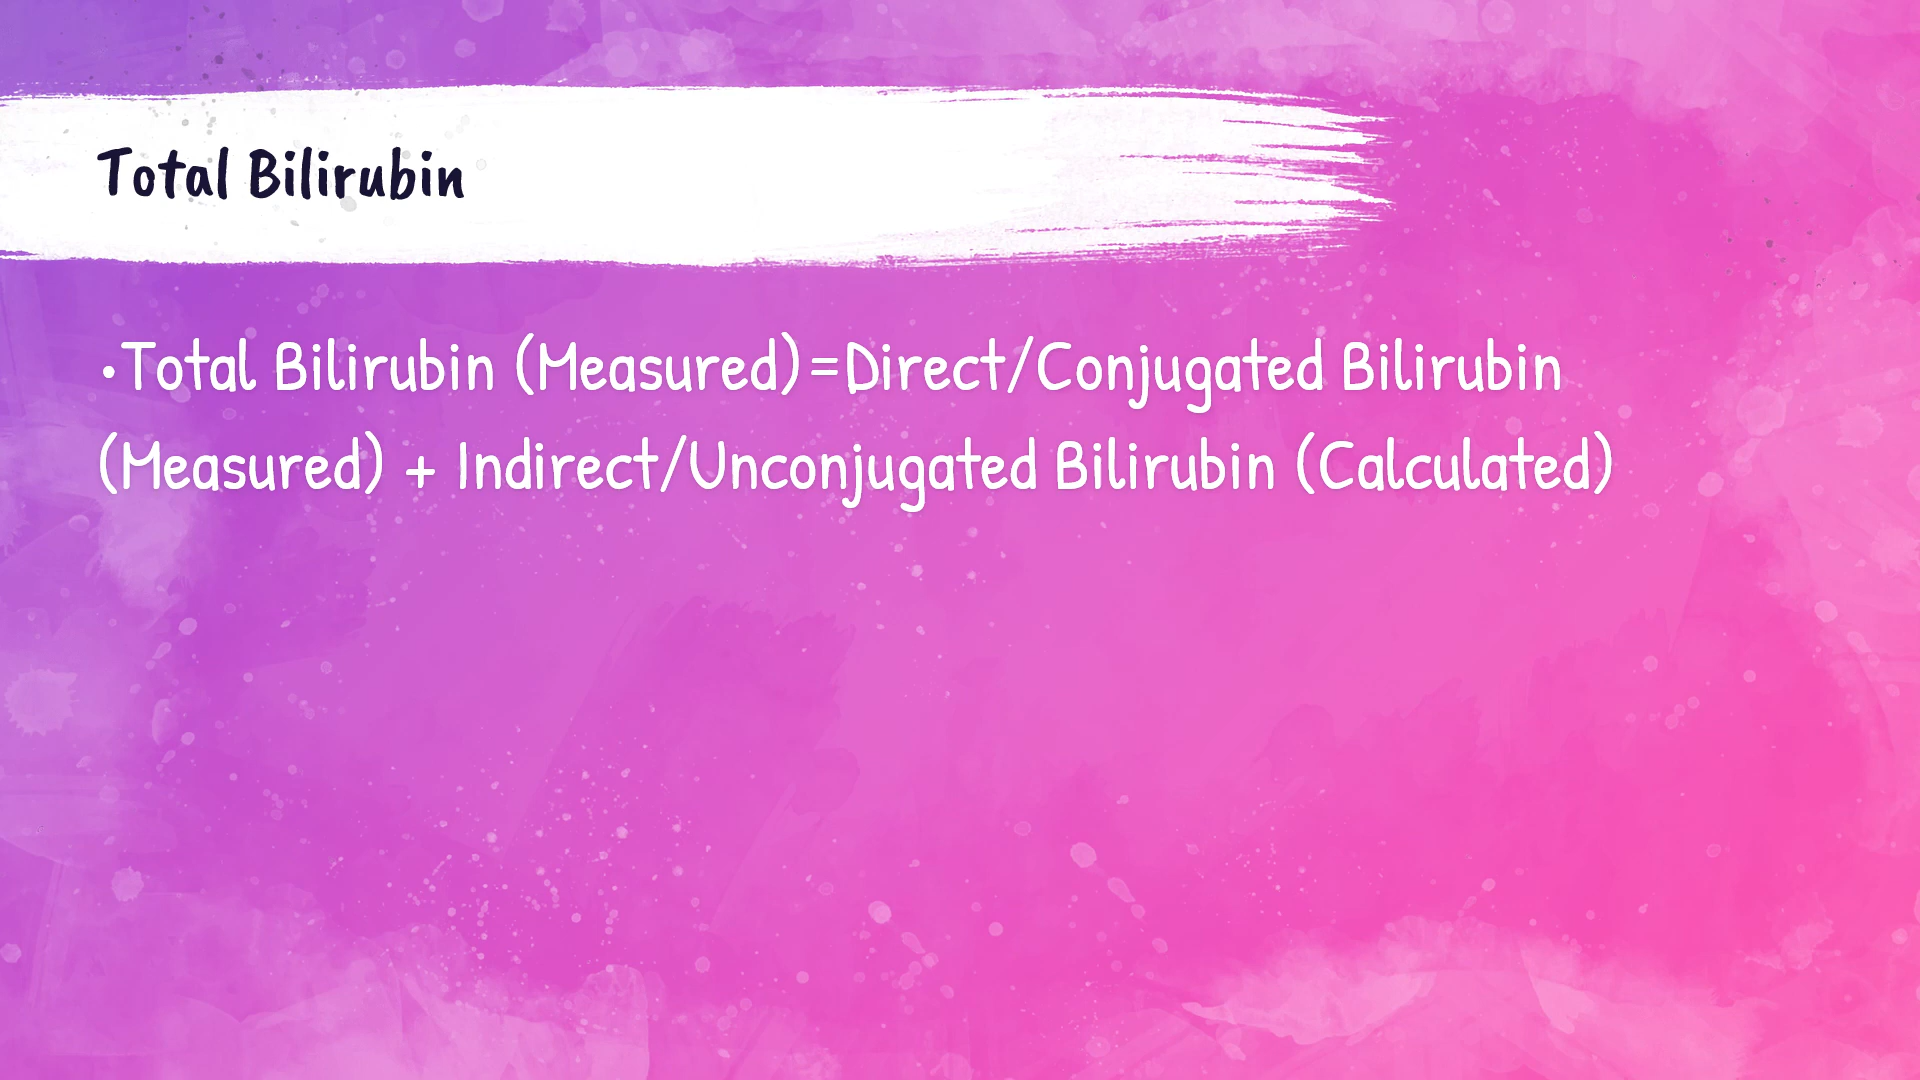 Total Bilirubin
•Total Bilirubin (Measured)=Direct/Conjugated Bilirubin
(Measured) + Indirect/Unconjugated Bilirubin (Calculated)